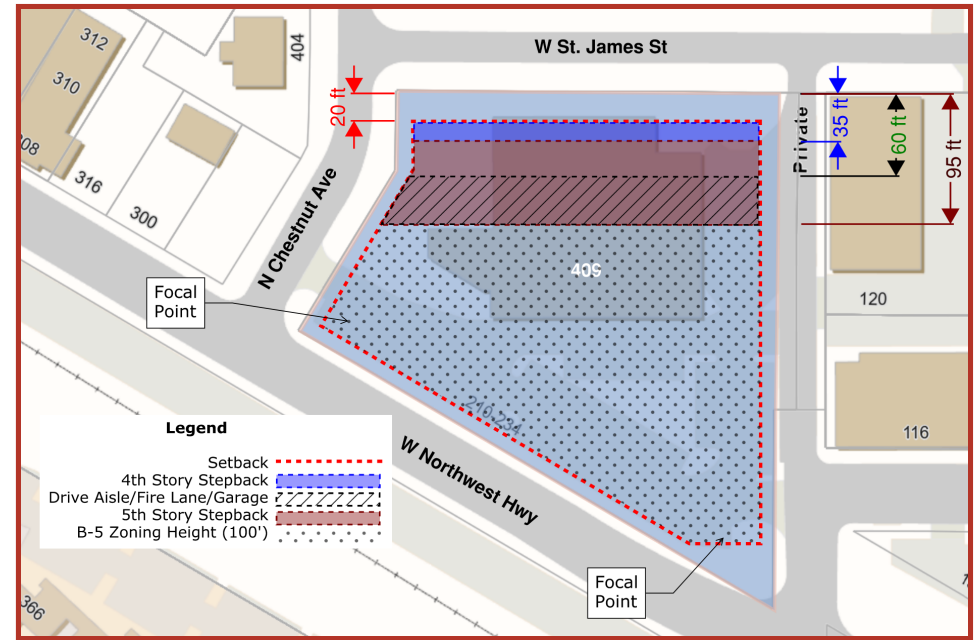 312
404
W St. James St
310
20 ft
35 ft
60 ft
95 ft
Private
308
316
300
N Chestnut Ave
Focal
Point
409
120
116
210-234
W Northwest Hwy
Legend
Setback
4th Story Stepback
Drive Aisle/Fire Lane/Garage
5th Story Stepback
B-5 Zoning Height (100')
Focal
Point
366